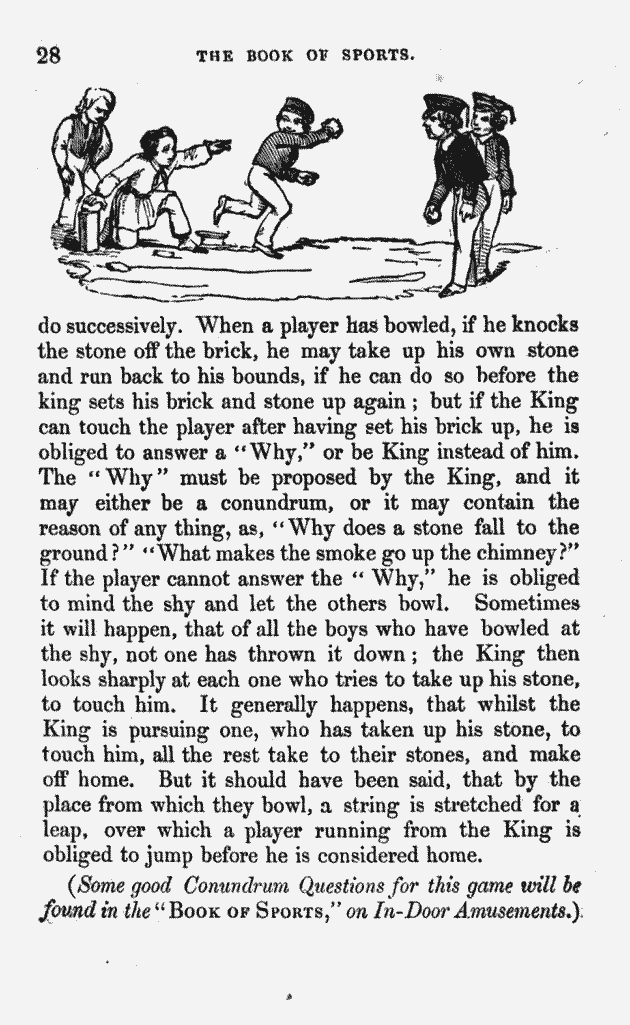 28 THE BOOK OF SPORTS.
do successively. When a player has bowled, if he knocks
the stone off the brick, he may take up his own stone
and run back to his bounds, if he can do so before the
king sets his brick and stone up again ; but if the King
can touch the player after having set his brick up, he is
obliged to answer a "Why," or be King instead of him.
The "Why" must be proposed by the King, and it
may either be a conundrum, or it may contain the
reason of any thing, as, "Why does a stone fall to the
ground?" "What makes the smoke go up the chimney?"
If the player cannot answer the "Why," he is obliged
to mind the shy and let the others bowl. Sometimes
it will happen, that of all the boys who have bowled at
the shy, not one has thrown it down ; the King then
looks sharply at each one who tries to take up his stone,
to touch him. It generally happens, that whilst the
King is pursuing one, who has taken up his stone, to
touch him, all the rest take to their stones, and make
off home. But it should have been said, that by the
place from which they bowl, a string is stretched for a
leap, over which a player running from the King is
obliged to jump before he is considered home.
(Some good Conundrum Questions for this game will be
found in the "BOOK OF SPORTS," on In-Door Amusements.)